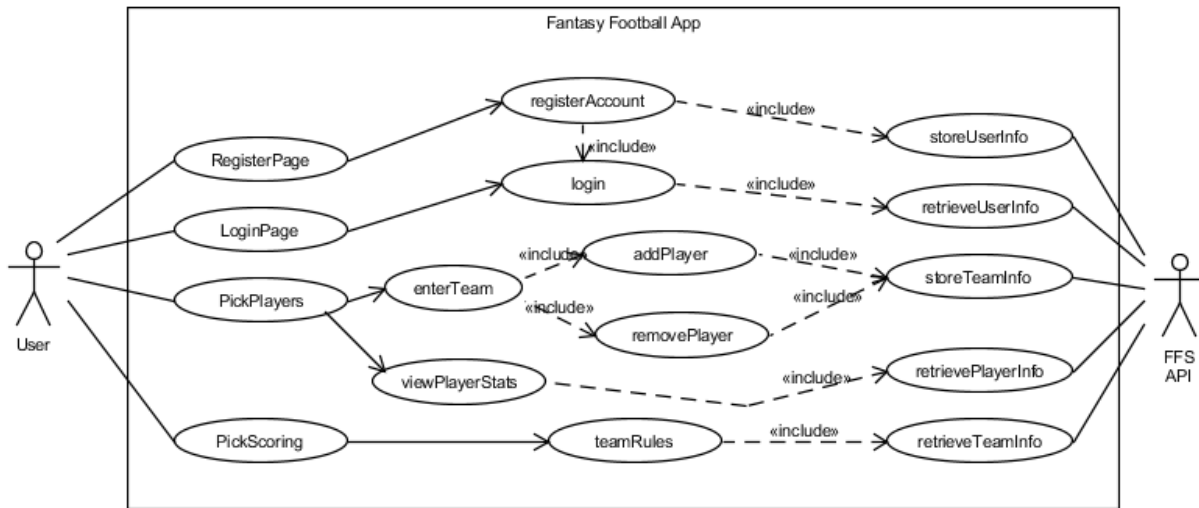 Fantasy Football App
registerAccount
«include»
storeUserInfo
RegisterPage
«include»
login
«include»
retrieveUserInfo
LoginPage
«include»
addPlayer
«include»
storeTeamInfo
PickPlayers
enterTeam
«include»
removePlayer
«include»
User
viewPlayerStats
«include»
retrievePlayerInfo
FFS
API
PickScoring
teamRules
«include»
retrieveTeamInfo